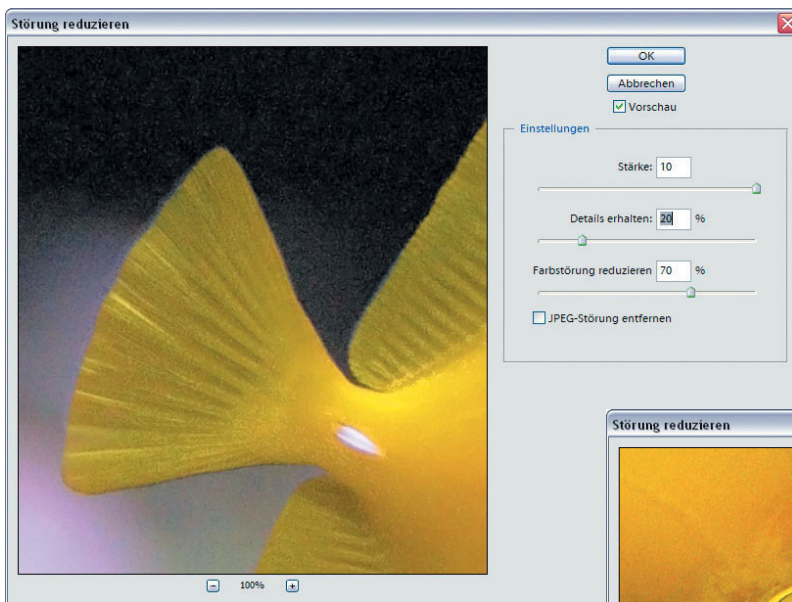 Störung reduzieren
OK
Abbrechen
Vorschau
Einstellungen
Stärke: 10
Details erhalten: 20 %
Farbstörung reduzieren 70 %
JPEG-Störung entfernen
100%
Störung reduzieren